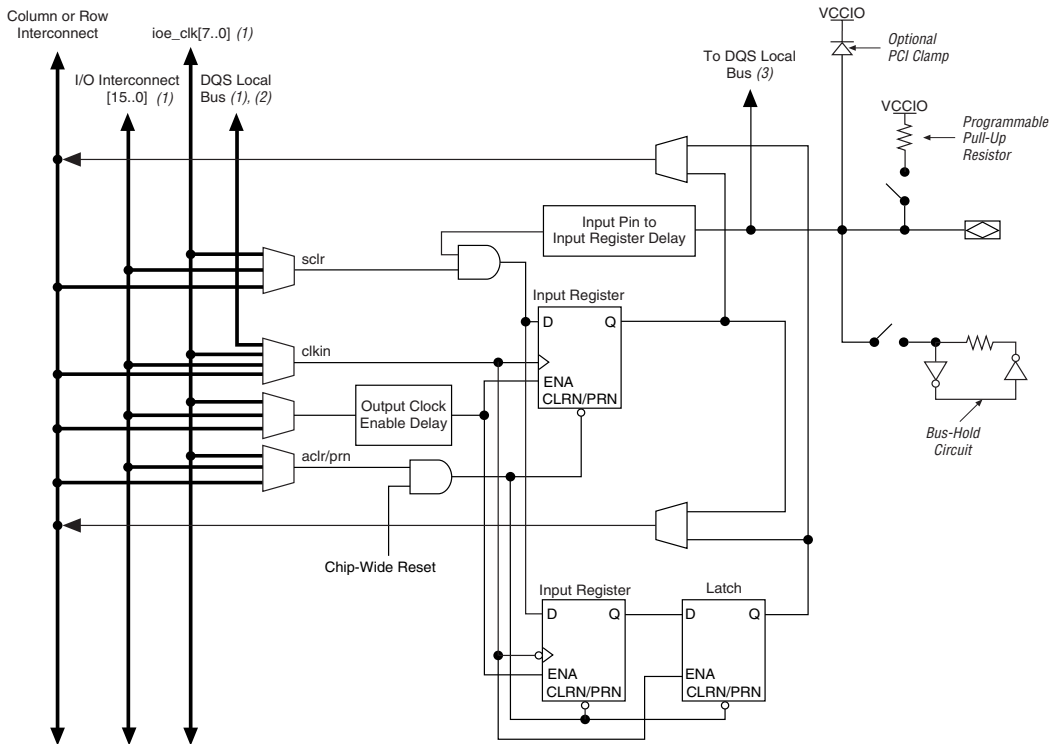 Column or Row
Interconnect
ioe_clk[7..0] (1)
I/O Interconnect
[15..0] (1)
DQS Local
Bus (1), (2)
To DQS Local
Bus (3)
VCCIO
Optional
PCI Clamp
VCCIO
Programmable
Pull-Up
Resistor
Input Pin to
Input Register Delay
sclr
Input Register
D
Q
clkin
ENA
CLRN/PRN
Output Clock
Enable Delay
aclr/prn
Bus-Hold
Circuit
Chip-Wide Reset
Input Register
D
Q
ENA
CLRN/PRN
Latch
D
Q
ENA
CLRN/PRN